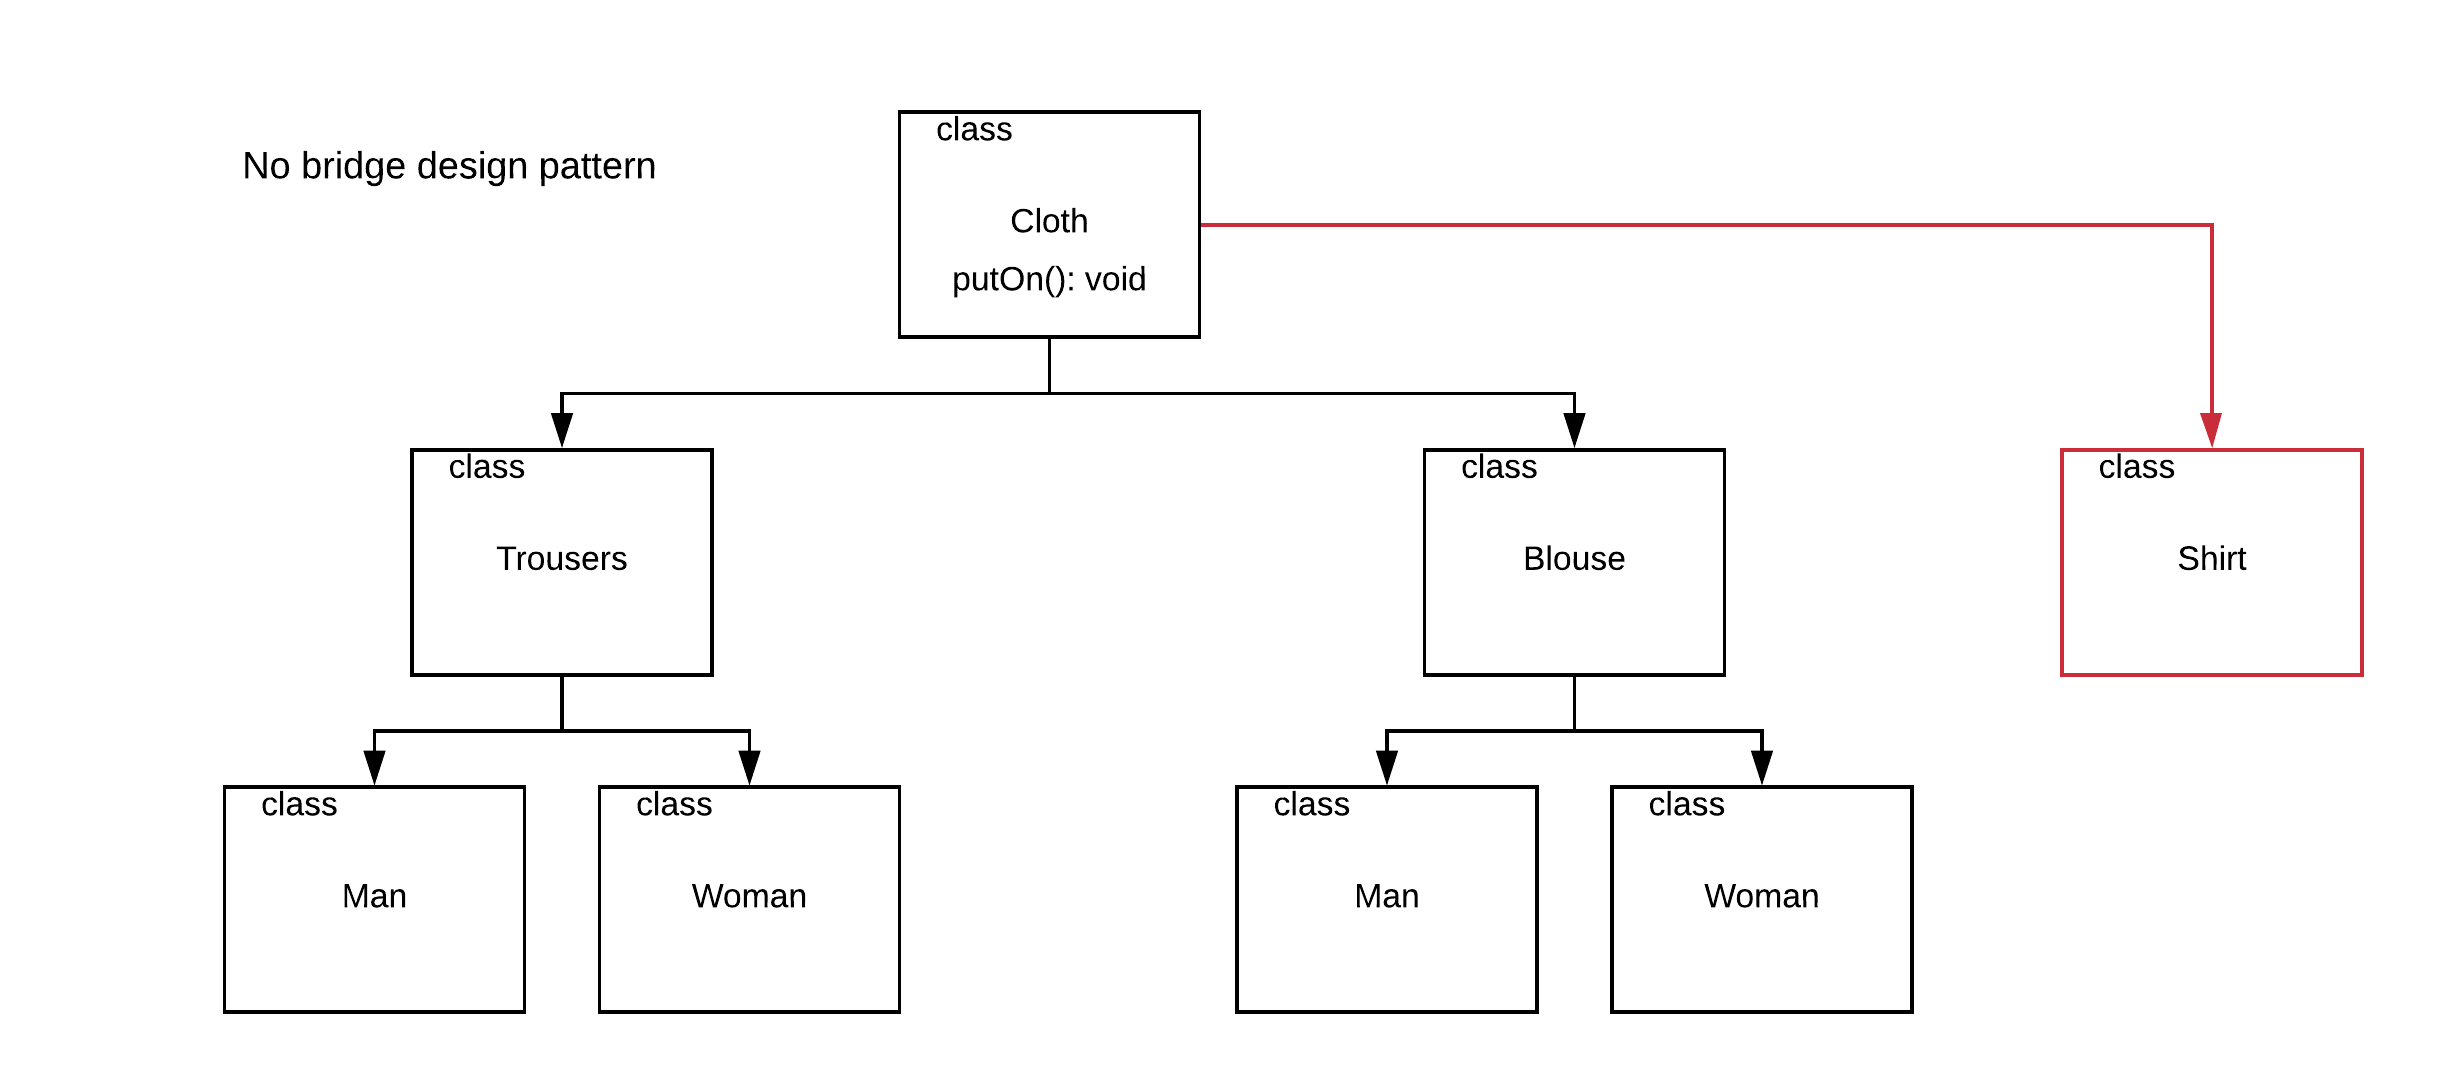 No bridge design pattern
class
Cloth
putOn(): void
class
Trousers
class
Blouse
class
Shirt
class
Man
class
Woman
class
Man
class
Woman